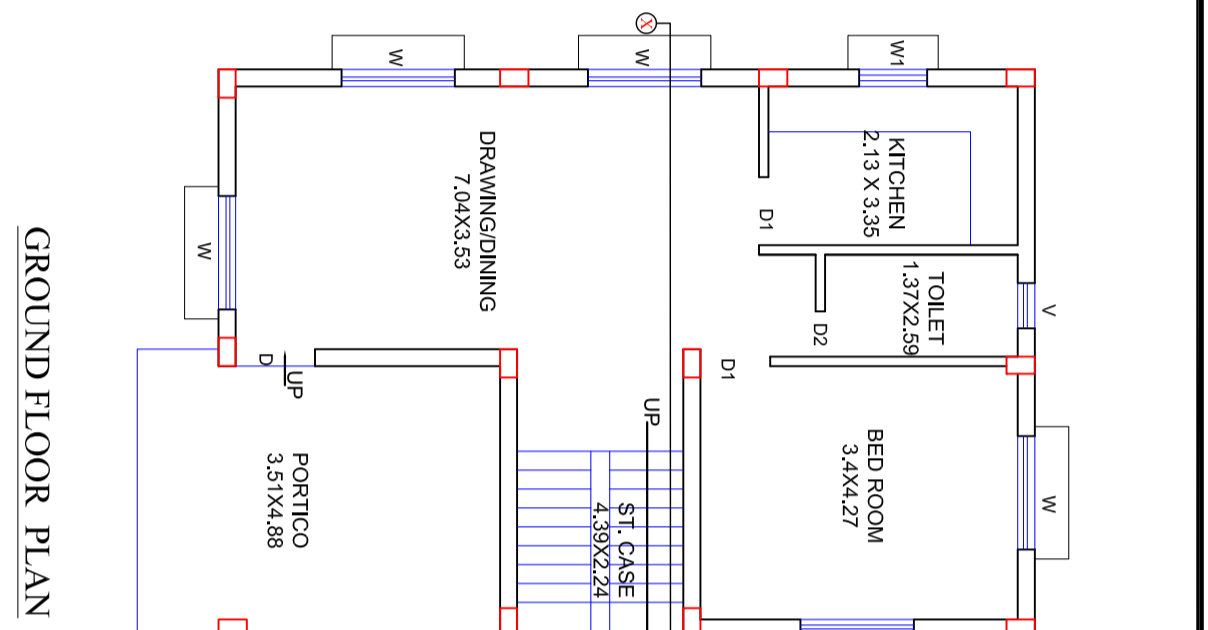 X
W
W
W1
KITCHEN
2.13 X 3.35
DRAWING/DINING
7.04X3.53
D1
W
TOILET
1.37X2.59
V
D2
D
UP
D1
UP
BED ROOM
3.4X4.27
W
PORTICO
3.51X4.88
ST. CASE
4.39X2.24
GROUND FLOOR PLAN